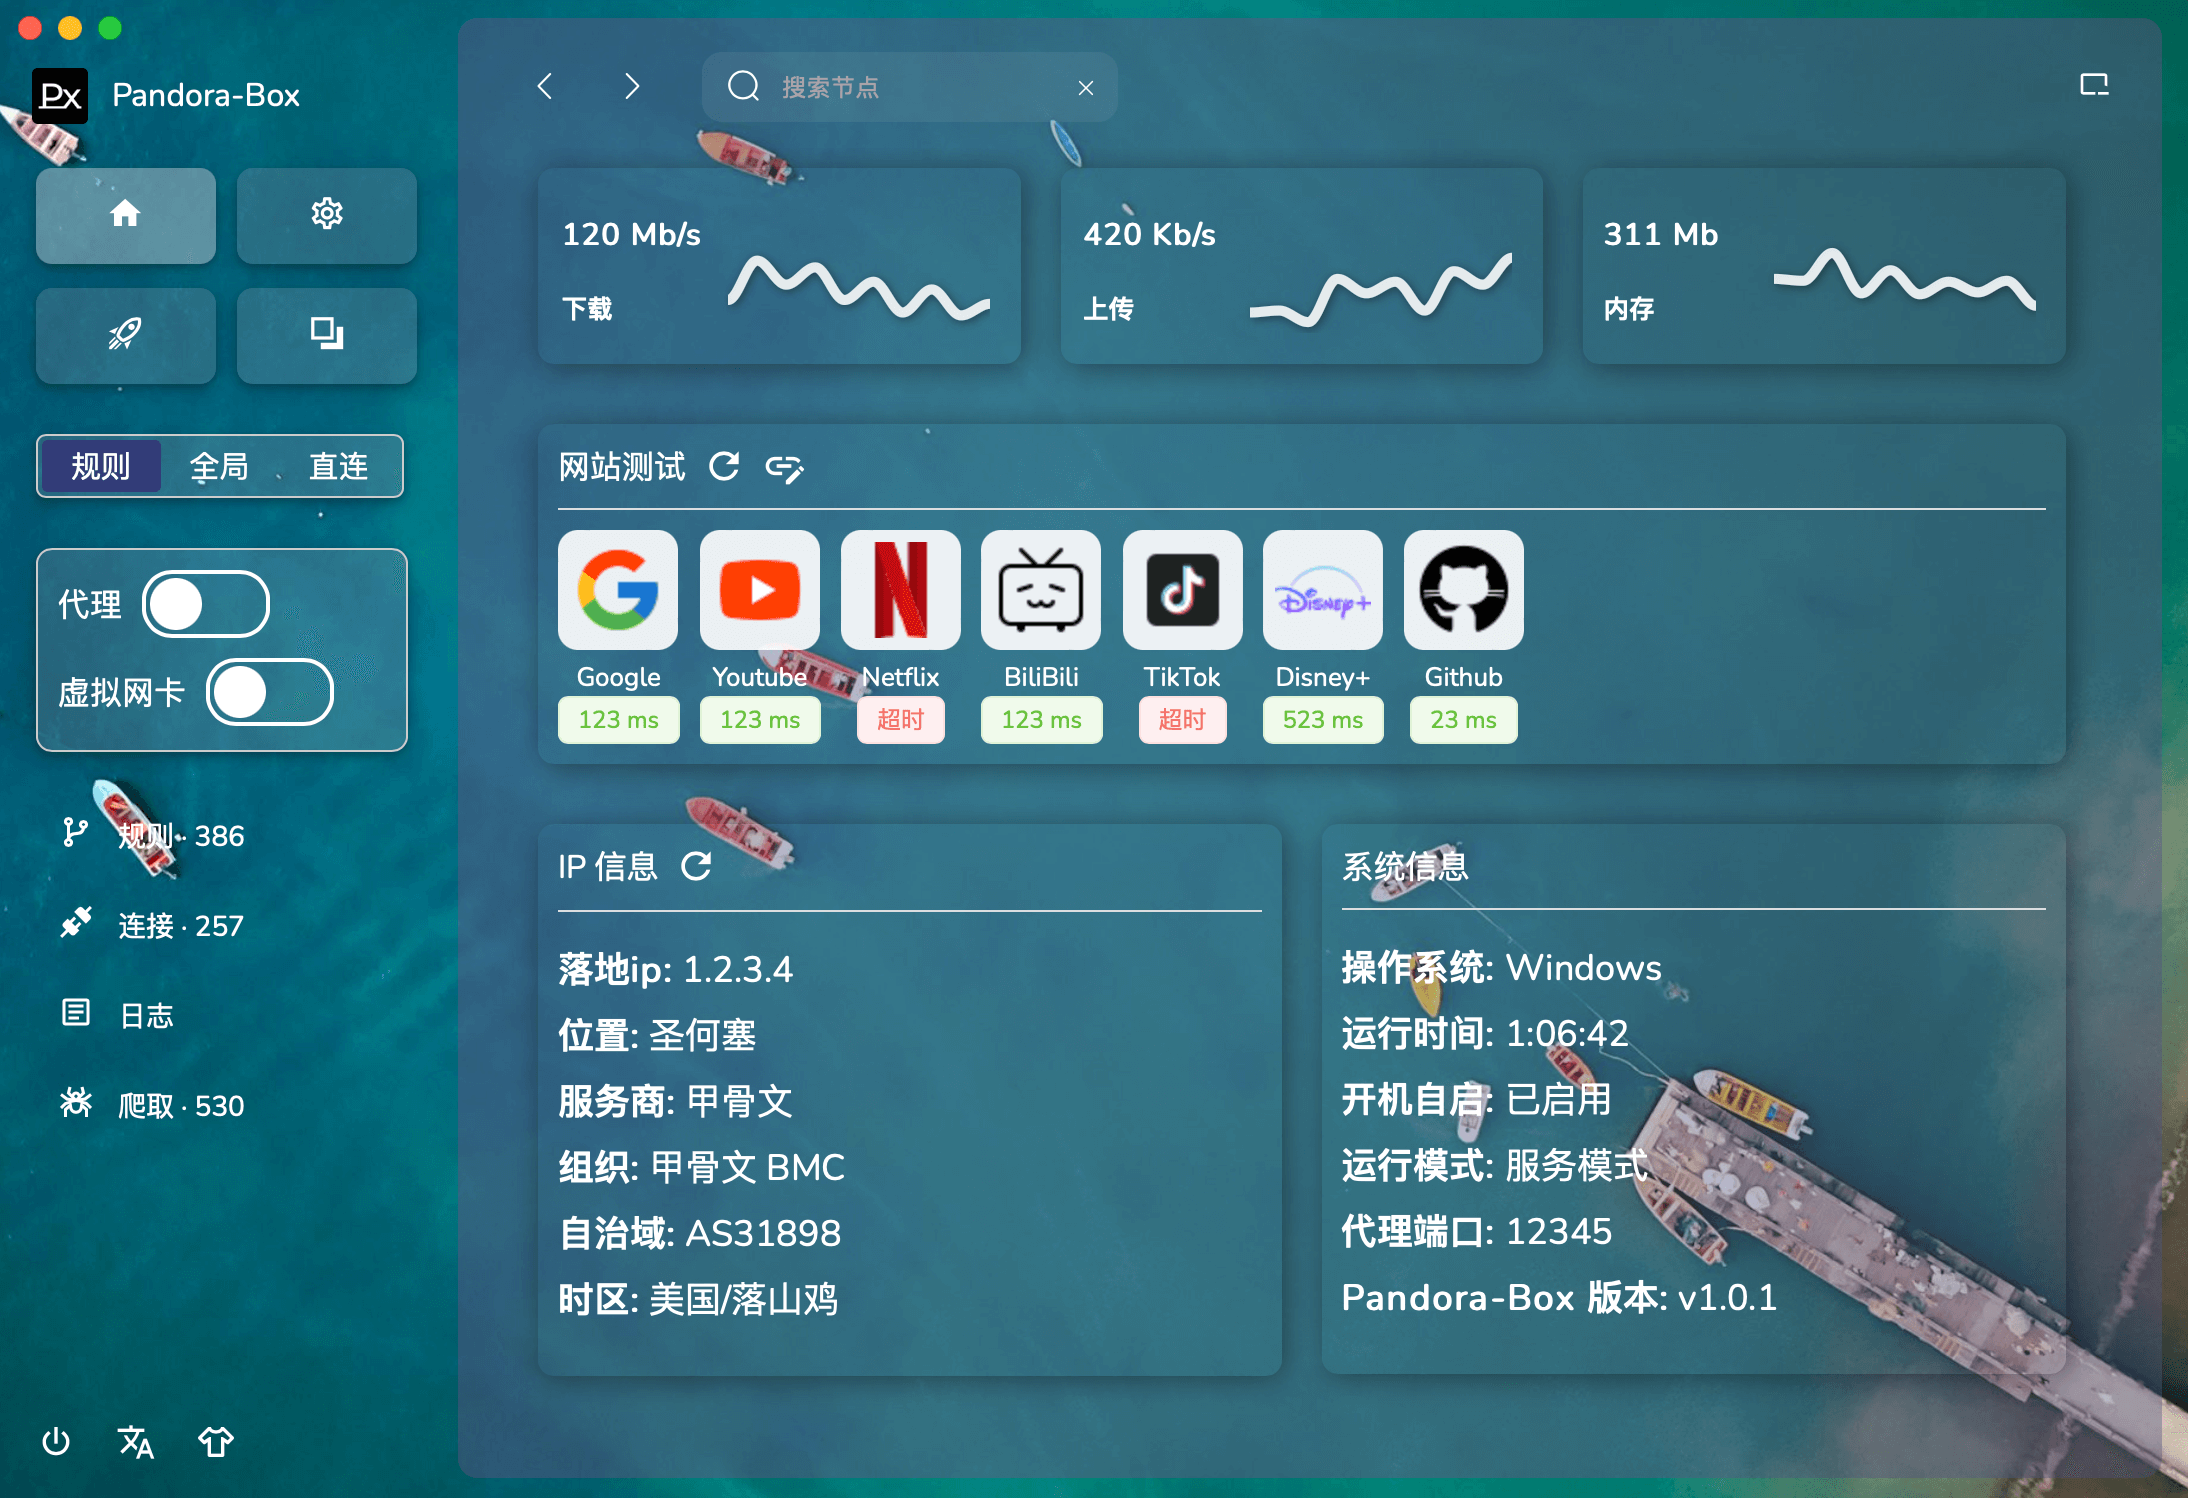 Px Pandora-Box
搜索节点
规则 全局 直连
代理
虚拟网卡
规则 · 386
连接 · 257
日志
爬取 · 530
120 Mb/s
下载
420 Kb/s
上传
311 Mb
内存
网站测试
Google Youtube Netflix BiliBili TikTok Disney+ Github
123 ms 123 ms 超时 123 ms 超时 523 ms 23 ms
IP 信息
落地ip: 1.2.3.4
位置: 圣何塞
服务商: 甲骨文
组织: 甲骨文 BMC
自治域: AS31898
时区: 美国/落山鸡
系统信息
操作系统: Windows
运行时间: 1:06:42
开机自启: 已启用
运行模式: 服务模式
代理端口: 12345
Pandora-Box 版本: v1.0.1